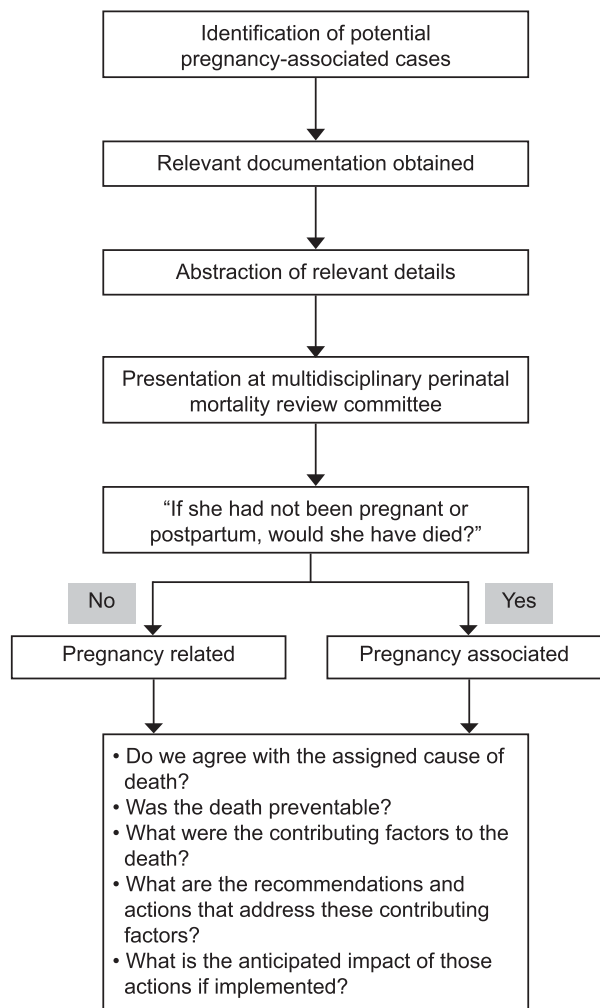 Identification of potential
pregnancy-associated cases
Relevant documentation obtained
Abstraction of relevant details
Presentation at multidisciplinary perinatal
mortality review committee
“If she had not been pregnant or
postpartum, would she have died?”
No
Yes
Pregnancy related
Pregnancy associated
• Do we agree with the assigned cause of
death?
• Was the death preventable?
• What were the contributing factors to the
death?
• What are the recommendations and
actions that address these contributing
factors?
• What is the anticipated impact of those
actions if implemented?